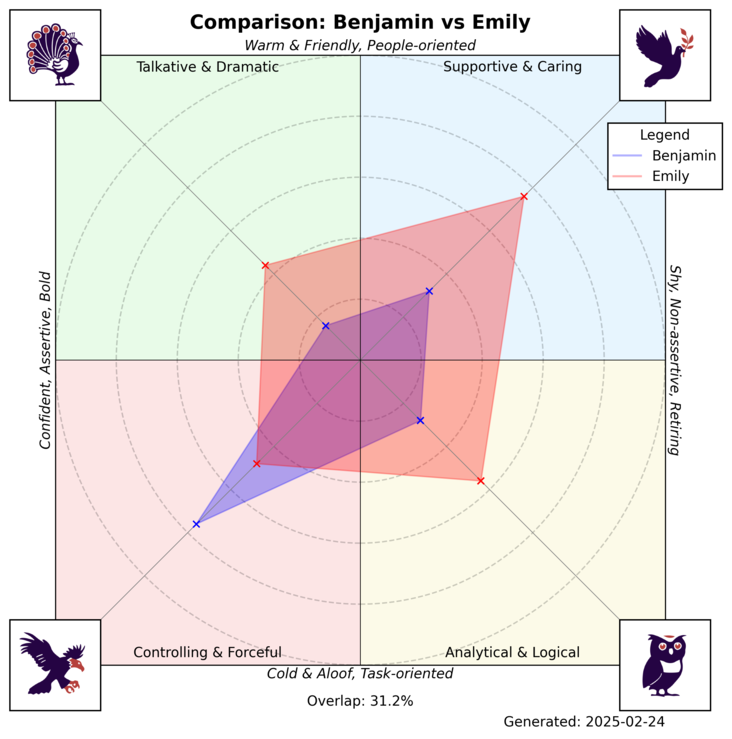 Comparison: Benjamin vs Emily
Warm & Friendly, People-oriented
Talkative & Dramatic
Supportive & Caring
Legend
Benjamin
Emily
Confident, Assertive, Bold
Shy, Non-assertive, Retiring
Controlling & Forceful
Analytical & Logical
Cold & Aloof, Task-oriented
Overlap: 31.2%
Generated: 2025-02-24